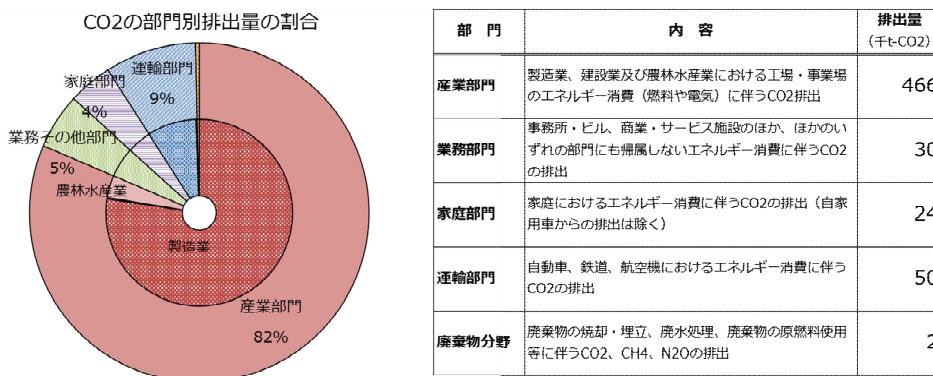 CO2の部門別排出量の割合
運輸部門
9%
家庭部門
4%
業務その他部門
5%
農林水産業
製造業
産業部門
82%
部　門
内　容
排出量
（千t-CO2）
産業部門
製造業、建設業及び農林水産業における工場・事業場
のエネルギー消費（燃料や電気）に伴うCO2排出
466
業務部門
事務所・ビル、商業・サービス施設のほか、ほかのい
ずれの部門にも帰属しないエネルギー消費に伴うCO2
の排出
30
家庭部門
家庭におけるエネルギー消費に伴うCO2の排出（自家
用車からの排出は除く）
24
運輸部門
自動車、鉄道、航空機におけるエネルギー消費に伴う
CO2の排出
50
廃棄物分野
廃棄物の焼却・埋立、廃水処理、廃棄物の原燃料使用
等に伴うCO2、CH4、N2Oの排出
2